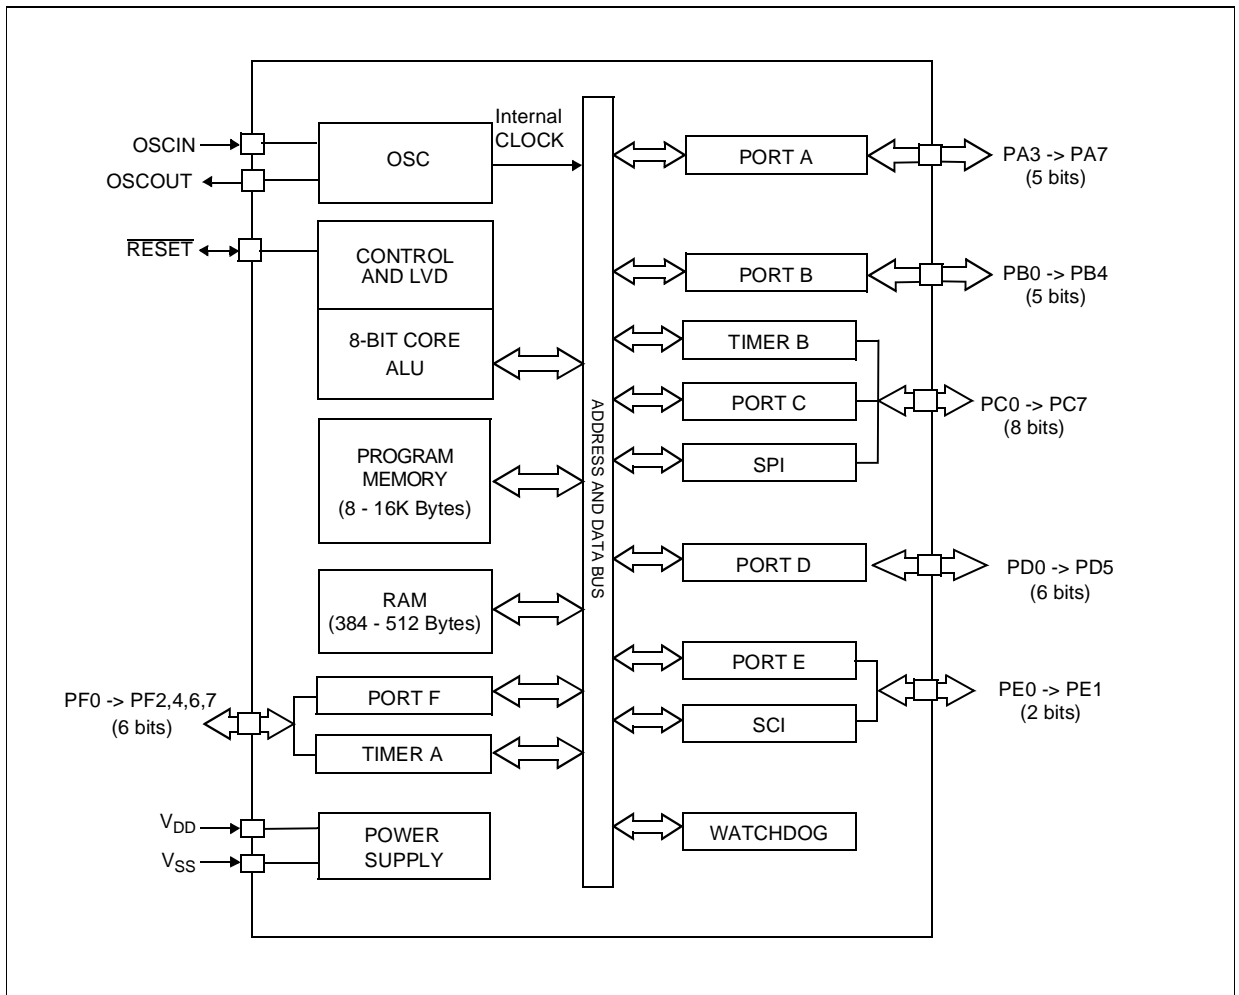 OSCIN
OSCOUT
RESET
PF0 -> PF2,4,6,7
(6 bits)
VDD
VSS
OSC
Internal
CLOCK
CONTROL
AND LVD
8-BIT CORE
ALU
PROGRAM
MEMORY
(8 - 16K Bytes)
RAM
(384 - 512 Bytes)
PORT F
TIMER A
POWER
SUPPLY
ADDRESS AND DATA BUS
PORT A
PORT B
TIMER B
PORT C
SPI
PORT D
PORT E
SCI
WATCHDOG
PA3 -> PA7
(5 bits)
PB0 -> PB4
(5 bits)
PC0 -> PC7
(8 bits)
PD0 -> PD5
(6 bits)
PE0 -> PE1
(2 bits)